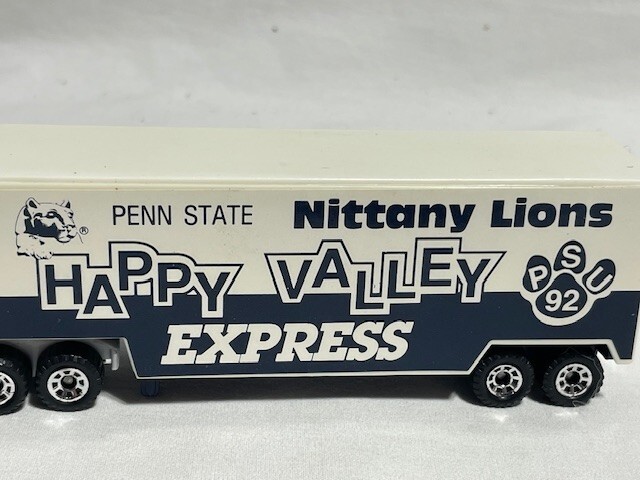 PENN STATE Nittany Lions
®
HAPPY VALLEY
PSU
92
EXPRESS